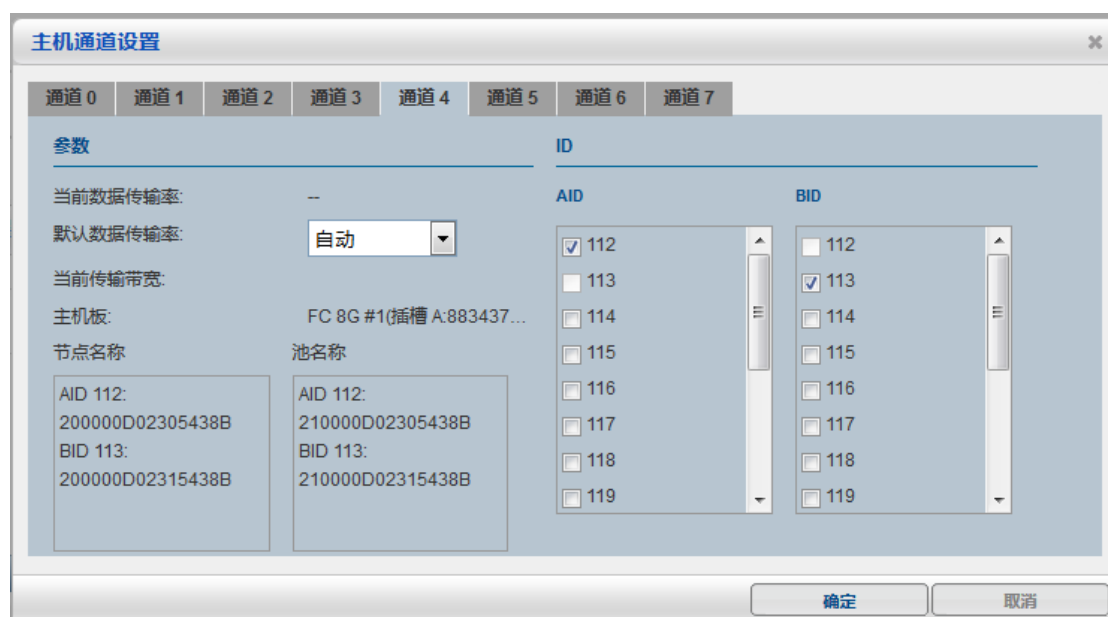 主机通道设置
通道 0 通道 1 通道 2 通道 3 通道 4 通道 5 通道 6 通道 7
参数
当前数据传输率: --
默认数据传输率: 自动
当前传输带宽:
主机板: FC 8G #1(插槽 A:883437...
节点名称 池名称
AID 112:
200000D02305438B
BID 113:
200000D02315438B
AID 112:
210000D02305438B
BID 113:
210000D02315438B
ID
AID
112
113
114
115
116
117
118
119
BID
112
113
114
115
116
117
118
119
确定 取消